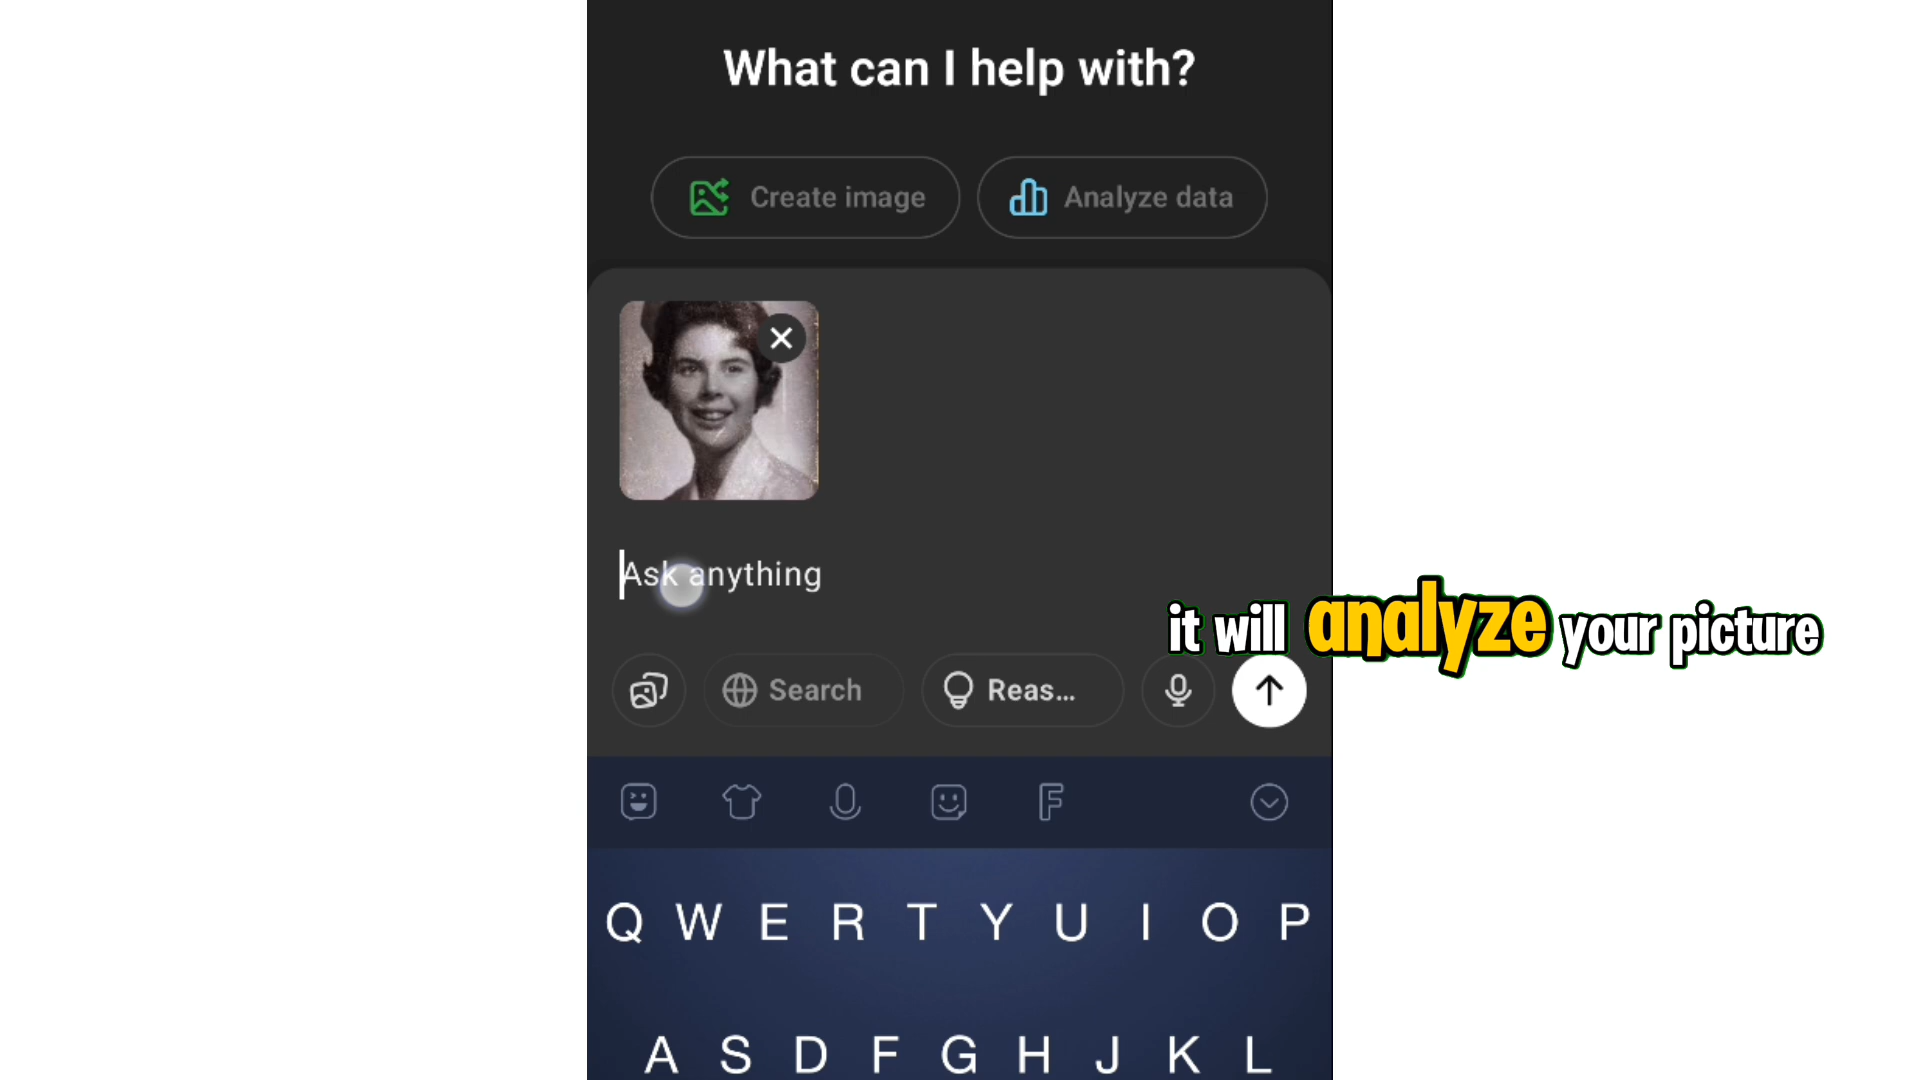 What can I help with?
Create image
Analyze data
Ask anything
it will analyze your picture
Search
Reas...
F
Q W E R T Y U I O P
A S D F G H J K L